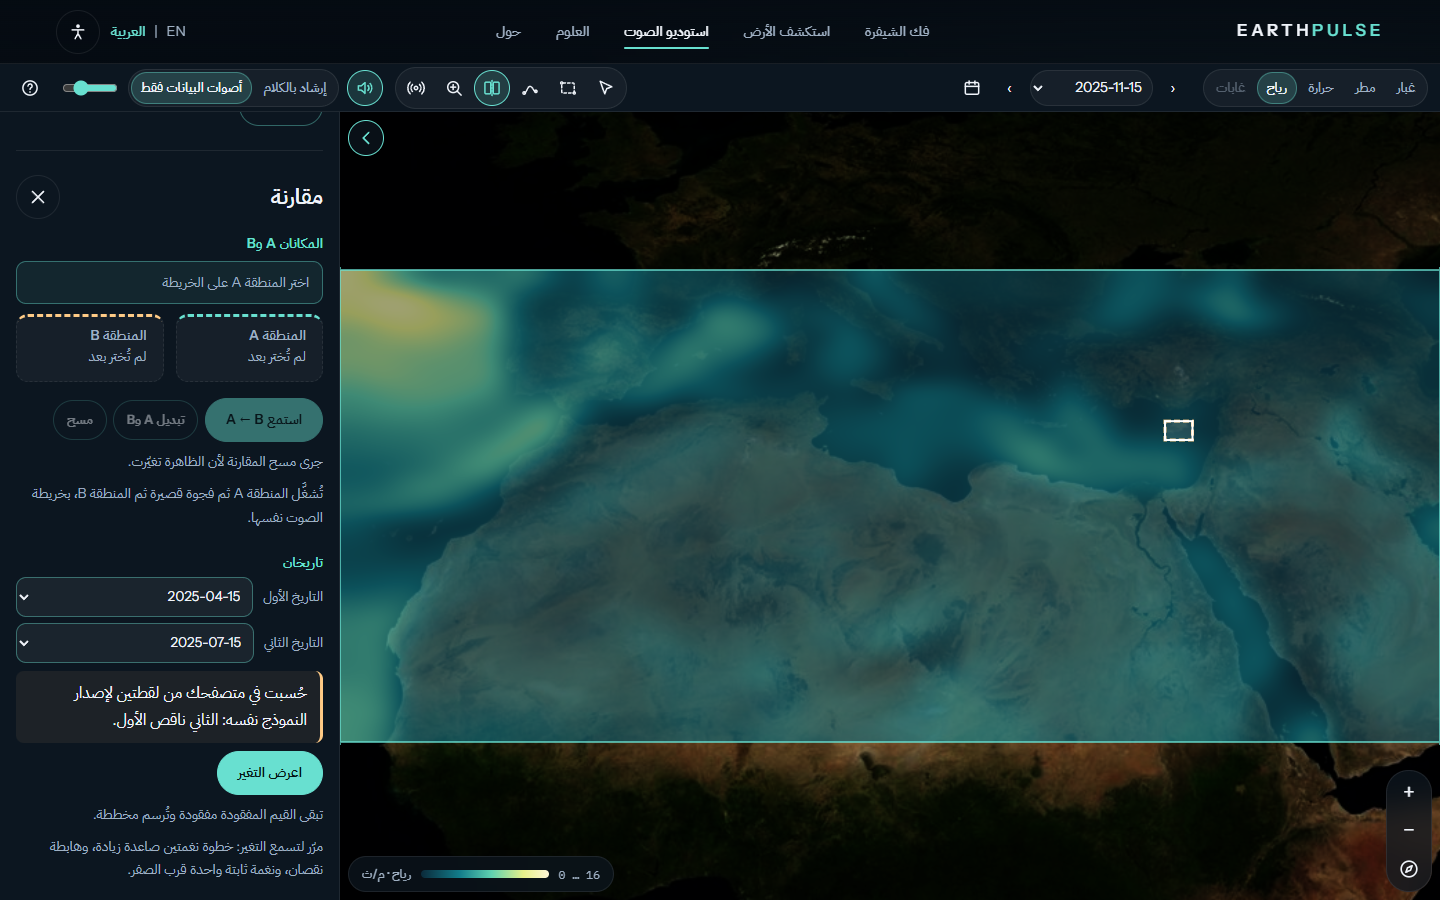 EARTHPULSE
فك الشيفرة
استكشف الأرض
استوديو الصوت
العلوم
حول
العربية | EN
غبار
مطر
حرارة
رياح
غابات
‹ 2025-11-15 ›
إرشاد بالكلام
أصوات البيانات فقط
مقارنة
المكانان A وB
اختر المنطقة A على الخريطة
المنطقة A
لم تُختر بعد
المنطقة B
لم تُختر بعد
استمع A ← B
تبديل A وB
مسح
جرى مسح المقارنة لأن الظاهرة تغيّرت.
تُشغَّل المنطقة A ثم فجوة قصيرة ثم المنطقة B، بخريطة
الصوت نفسها.
تاريخان
التاريخ الأول
2025-04-15
التاريخ الثاني
2025-07-15
حُسبت في متصفحك من لقطتين لإصدار
النموذج نفسه: الثاني ناقص الأول.
اعرض التغير
تبقى القيم المفقودة مفقودة وتُرسم مخططة.
مرّر لتسمع التغير: خطوة نغمتين صاعدة زيادة، وهابطة
نقصان، ونغمة ثابتة واحدة قرب الصفر.
رياح · م/ث
0 … 16
+
−